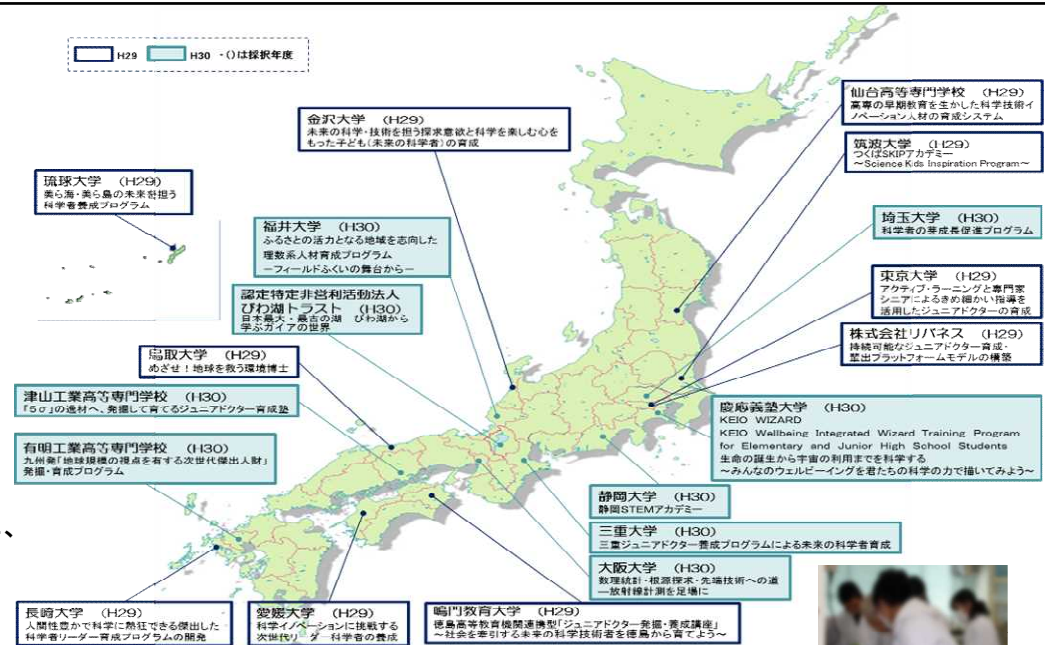 H29 H30 ・()は採択年度
仙台高等専門学校 (H29)
高専の早期教育を生かした科学技術イ
ノベーション人材の育成システム
金沢大学 (H29)
未来の科学・技術を担う探求意欲と科学を楽しむ心を
もった子ども(未来の科学者)の育成
筑波大学 (H29)
つくばSKIPアカデミー
～Science Kids Inspiration Program～
琉球大学 (H29)
美ら海・美ら島の未来を担う
科学者養成プログラム
福井大学 (H30)
ふるさとの活力となる地域を志向した
理数系人材育成プログラム
－フィールドふくいの舞台から－
埼玉大学 (H30)
科学者の芽成長促進プログラム
東京大学 (H29)
アクティブ・ラーニングと専門家
シニアによるきめ細かい指導を
活用したジュニアドクターの育成
認定特定非営利活動法人
びわ湖トラスト (H30)
日本最大・最古の湖 びわ湖から
学ぶガイアの世界
株式会社リバネス (H29)
持続可能なジュニアドクター育成・
輩出プラットフォームモデルの構築
鳥取大学 (H29)
めざせ！地球を救う環境博士
津山工業高等専門学校 (H30)
「5σ」の逸材へ、発掘して育てるジュニアドクター育成塾
慶応義塾大学 (H30)
KEIO WIZARD
KEIO Wellbeing Integrated Wizard Training Program
for Elementary and Junior High School Students
生命の誕生から宇宙の利用までを科学する
～みんなのウェルビーイングを君たちの科学の力で描いてみよう～
有明工業高等専門学校 (H30)
九州発「地球規模の視点を有する次世代傑出人財」
発掘・育成プログラム
静岡大学 (H30)
静岡STEMアカデミー
三重大学 (H30)
三重ジュニアドクター養成プログラムによる未来の科学者育成
、
大阪大学 (H30)
数理統計・根源探求・先端技術への道
―放射線計測を足場に
長崎大学 (H29)
人間性豊かで科学に熱狂できる傑出した
科学者リーダー育成プログラムの開発
愛媛大学 (H29)
科学イノベーションに挑戦する
次世代リーダー科学者の養成
鳴門教育大学 (H29)
徳島高等教育機関連携型「ジュニアドクター発掘・養成講座」
～社会を牽引する未来の科学技術者を徳島から育てよう～